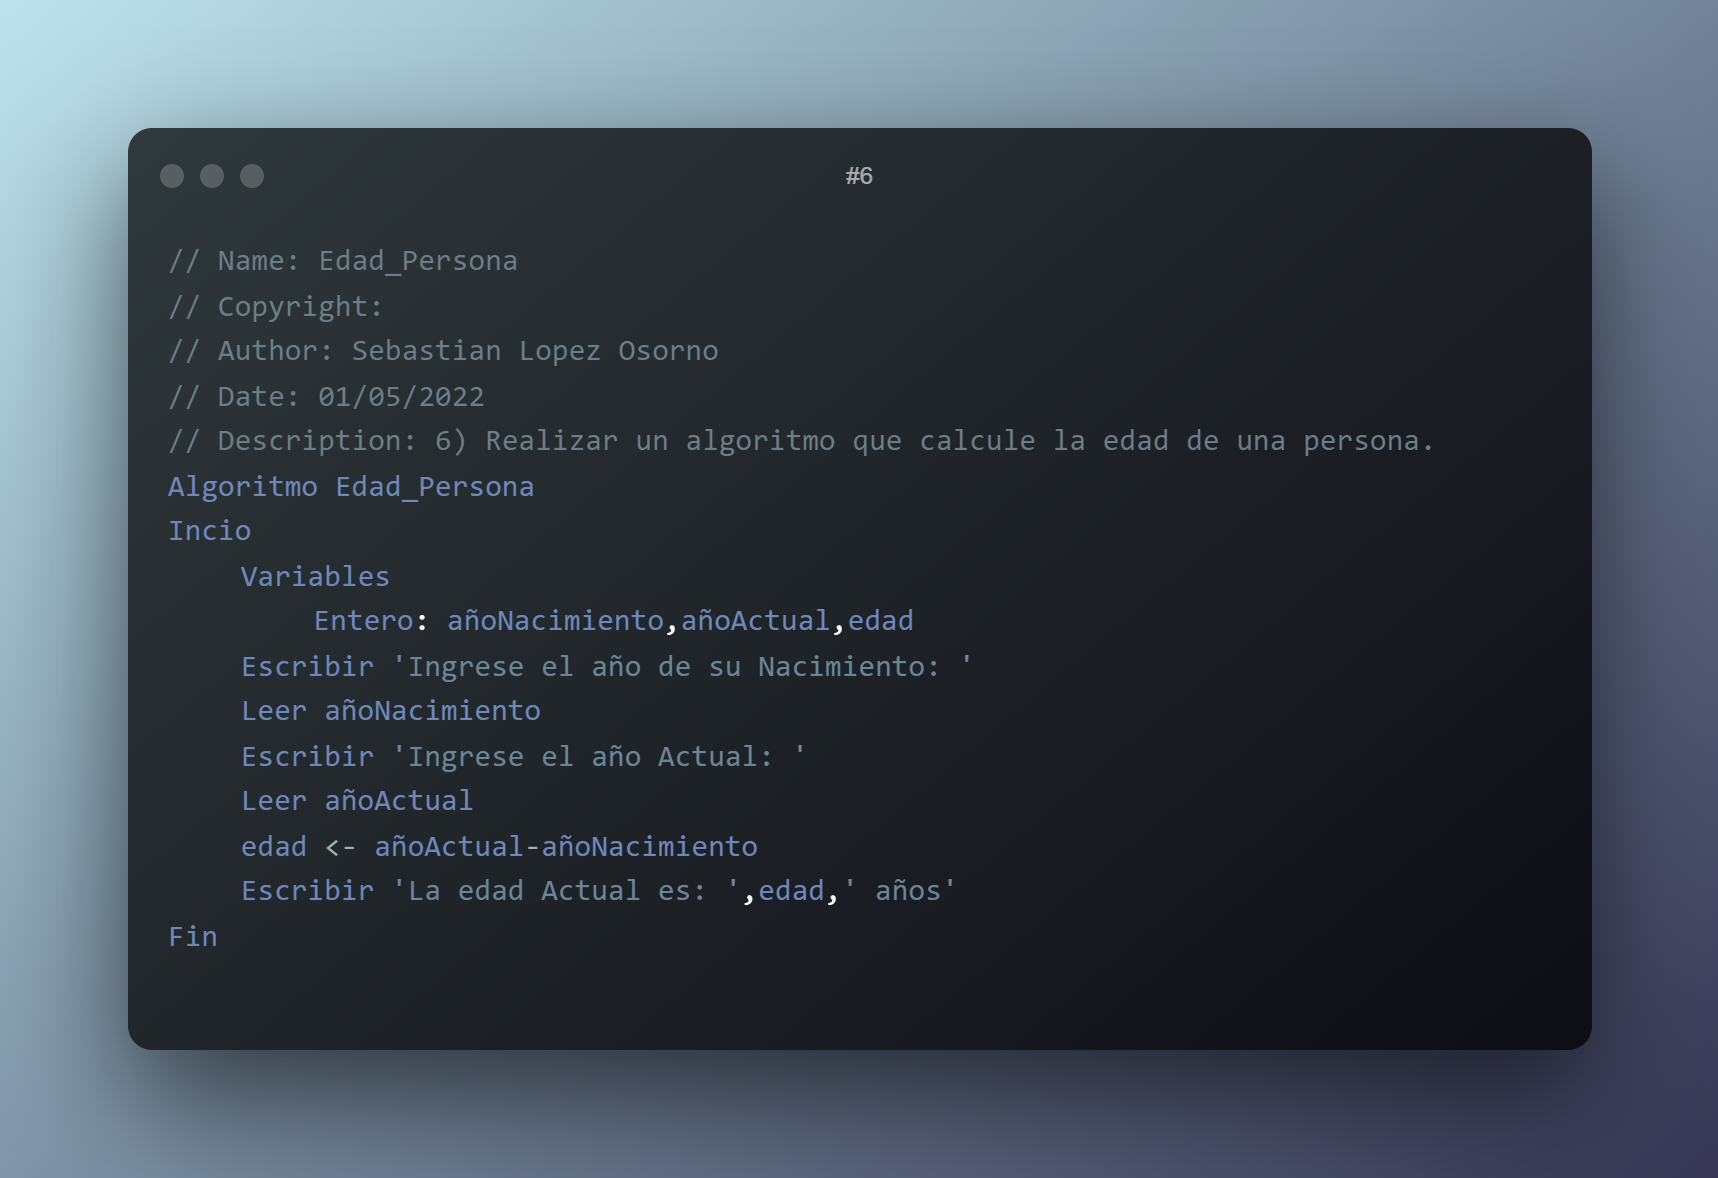 #6
// Name: Edad_Persona
// Copyright:
// Author: Sebastian Lopez Osorno
// Date: 01/05/2022
// Description: 6) Realizar un algoritmo que calcule la edad de una persona.
Algoritmo Edad_Persona
Incio
Variables
Entero: añoNacimiento,añoActual,edad
Escribir 'Ingrese el año de su Nacimiento: '
Leer añoNacimiento
Escribir 'Ingrese el año Actual: '
Leer añoActual
edad <- añoActual-añoNacimiento
Escribir 'La edad Actual es: ',edad,' años'
Fin